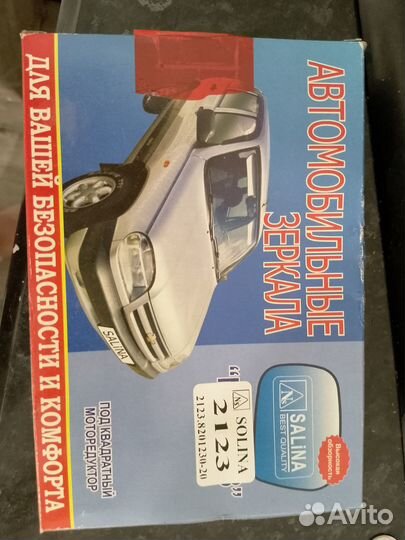 АВТОМОБИЛЬНЫЕ
ЗЕРКАЛА
SALINA
SALiNA
BEST QUALITY
Высокая
обзорность
SOLINA
2123
2123.8201230-20
ПОД КВАДРАТНЫЙ
МОТОРЕДУКТОР
ДЛЯ ВАШЕЙ БЕЗОПАСНОСТИ И КОМФОРТА
Avito